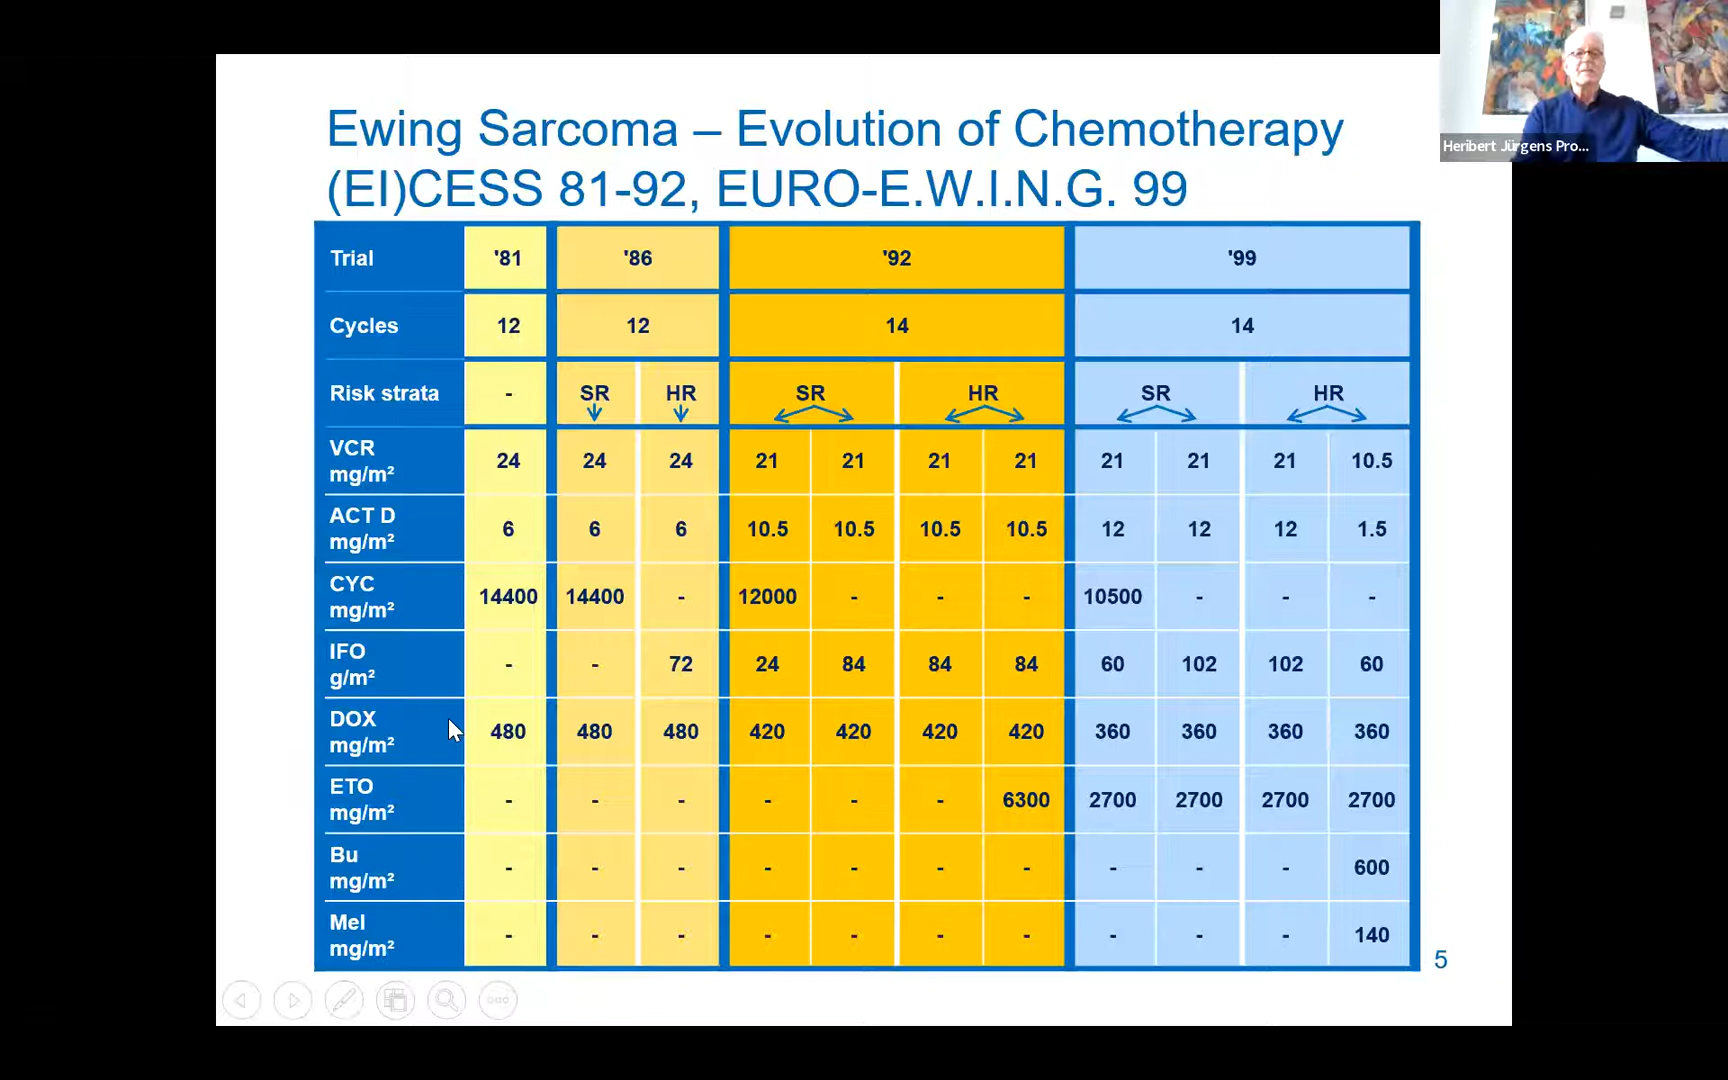 Ewing Sarcoma – Evolution of Chemotherapy
(EI)CESS 81-92, EURO-E.W.I.N.G. 99
Heribert Jürgens Pro...
Trial '81 '86 '92 '99
Cycles 12 12 14 14
Risk strata - SR HR SR HR SR HR
VCR
mg/m² 24 24 24 21 21 21 21 21 21 21 10.5
ACT D
mg/m² 6 6 6 10.5 10.5 10.5 10.5 12 12 12 1.5
CYC
mg/m² 14400 14400 - 12000 - - - 10500 - - -
IFO
g/m² - - 72 24 84 84 84 60 102 102 60
DOX
mg/m² 480 480 480 420 420 420 420 360 360 360 360
ETO
mg/m² - - - - - - 6300 2700 2700 2700 2700
Bu
mg/m² - - - - - - - - - - 600
Mel
mg/m² - - - - - - - - - - 140
5